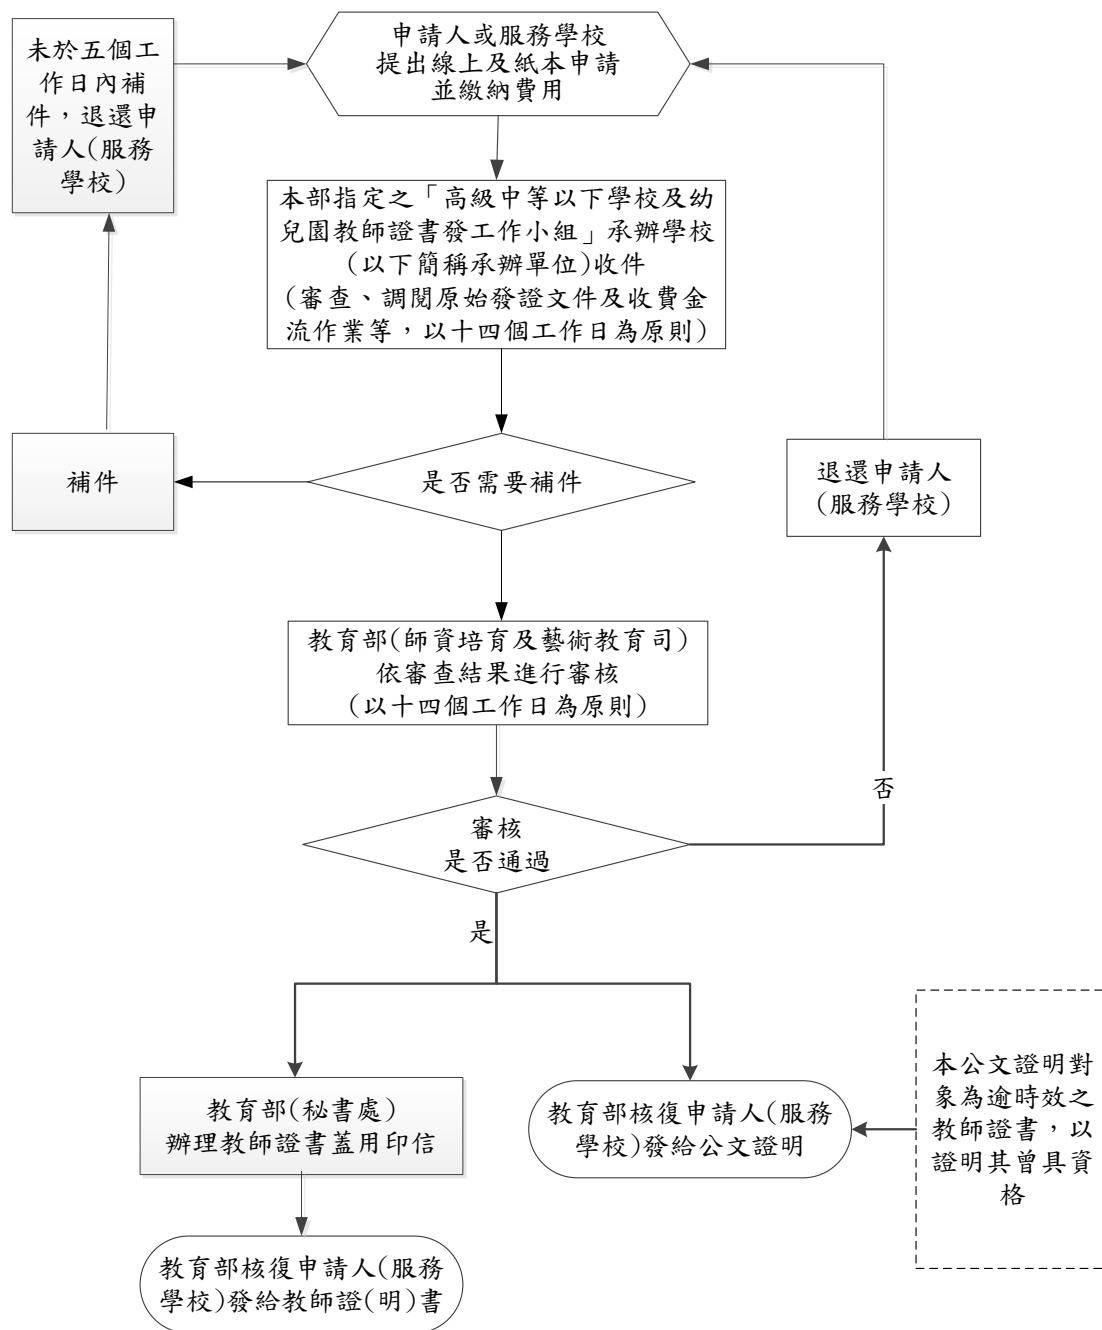 未於五個工
作日內補
件，退還申
請人(服務
學校)
申請人或服務學校
提出線上及紙本申請
並繳納費用
本部指定之「高級中等以下學校及幼
兒園教師證書發工作小組」承辦學校
(以下簡稱承辦單位)收件
(審查、調閱原始發證文件及收費金
流作業等，以十四個工作日為原則)
補件
是否需要補件
退還申請人
(服務學校)
教育部(師資培育及藝術教育司)
依審查結果進行審核
(以十四個工作日為原則)
否
審核
是否通過
是
教育部(秘書處)
辦理教師證書蓋用印信
教育部核復申請人(服務
學校)發給公文證明
本公文證明對
象為逾時效之
教師證書，以
證明其曾具資
格
教育部核復申請人(服務
學校)發給教師證(明)書